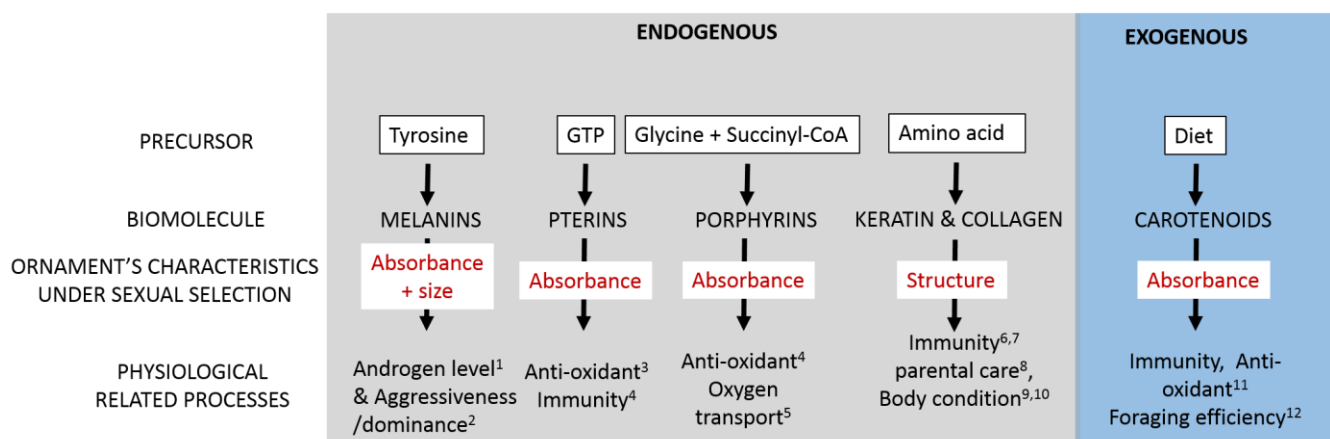 ENDOGENOUS
EXOGENOUS
PRECURSOR
Tyrosine
GTP
Glycine + Succinyl-CoA
Amino acid
Diet
BIOMOLECULE
MELANINS
PTERINS
PORPHYRINS
KERATIN & COLLAGEN
CAROTENOIDS
ORNAMENT’S CHARACTERISTICS
UNDER SEXUAL SELECTION
Absorbance
+ size
Absorbance
Absorbance
Structure
Absorbance
PHYSIOLOGICAL
RELATED PROCESSES
Androgen level¹
& Aggressiveness
/dominance²
Anti-oxidant³
Immunity⁴
Anti-oxidant⁴
Oxygen
transport⁵
Immunity⁶,⁷
parental care⁸,
Body condition⁹,¹⁰
Immunity, Anti-
oxidant¹¹
Foraging efficiency¹²